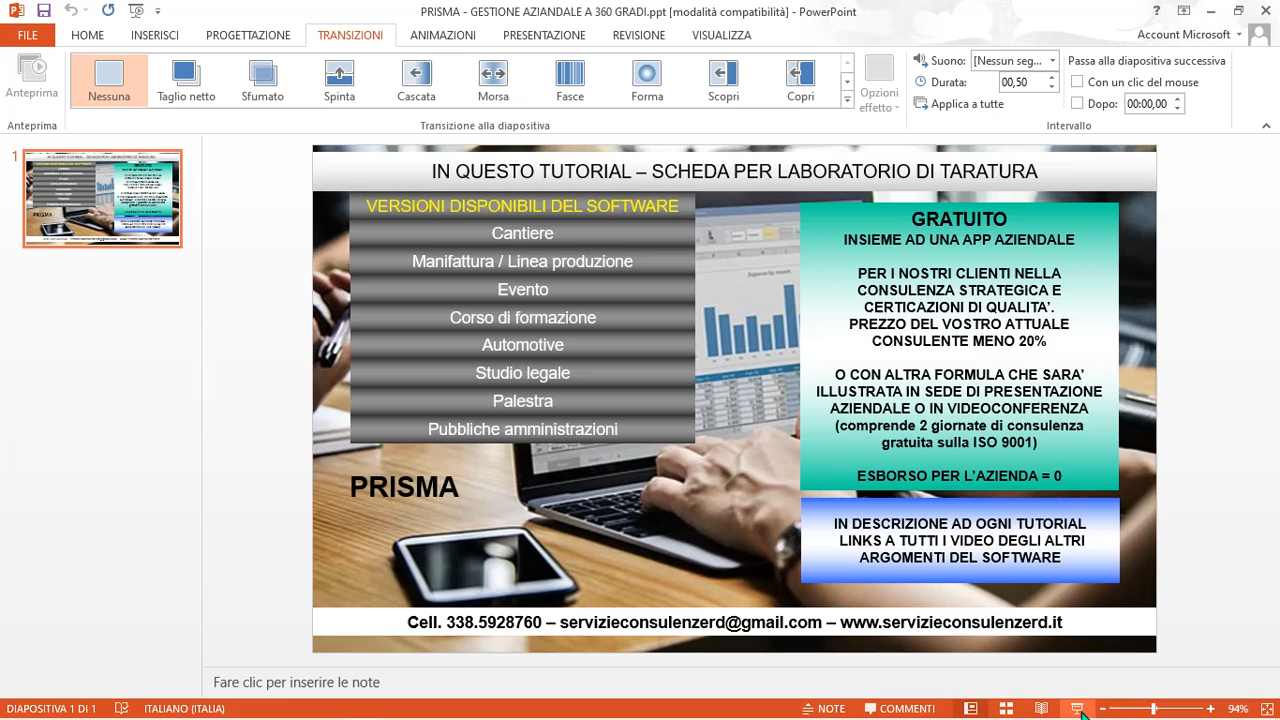 PRISMA - GESTIONE AZIANDALE A 360 GRADI.ppt [modalità compatibilità] - PowerPoint
?
FILE
HOME
INSERISCI
PROGETTAZIONE
TRANSIZIONI
ANIMAZIONI
PRESENTAZIONE
REVISIONE
VISUALIZZA
Account Microsoft
Anteprima
Nessuna
Taglio netto
Sfumato
Spinta
Cascata
Morsa
Fasce
Forma
Scopri
Copri
Opzioni
effetto
Suono: [Nessun seg...
Durata: 00,50
Applica a tutte
Passa alla diapositiva successiva
Con un clic del mouse
Dopo: 00:00,00
Anteprima
Transizione alla diapositiva
Intervallo
1
IN QUESTO TUTORIAL – SCHEDA PER LABORATORIO DI TARATURA
VERSIONI DISPONIBILI DEL SOFTWARE
Cantiere
Manifattura / Linea produzione
Evento
Corso di formazione
Automotive
Studio legale
Palestra
Pubbliche amministrazioni
PRISMA
GRATUITO
INSIEME AD UNA APP AZIENDALE
PER I NOSTRI CLIENTI NELLA
CONSULENZA STRATEGICA E
CERTICAZIONI DI QUALITA'.
PREZZO DEL VOSTRO ATTUALE
CONSULENTE MENO 20%
O CON ALTRA FORMULA CHE SARA'
ILLUSTRATA IN SEDE DI PRESENTAZIONE
AZIENDALE O IN VIDEOCONFERENZA
(comprende 2 giornate di consulenza
gratuita sulla ISO 9001)
ESBORSO PER L'AZIENDA = 0
IN DESCRIZIONE AD OGNI TUTORIAL
LINKS A TUTTI I VIDEO DEGLI ALTRI
ARGOMENTI DEL SOFTWARE
Cell. 338.5928760 – servizieconsulenzerd@gmail.com – www.servizieconsulenzerd.it
Fare clic per inserire le note
DIAPOSITIVA 1 DI 1
ITALIANO (ITALIA)
NOTE
COMMENTI
94%